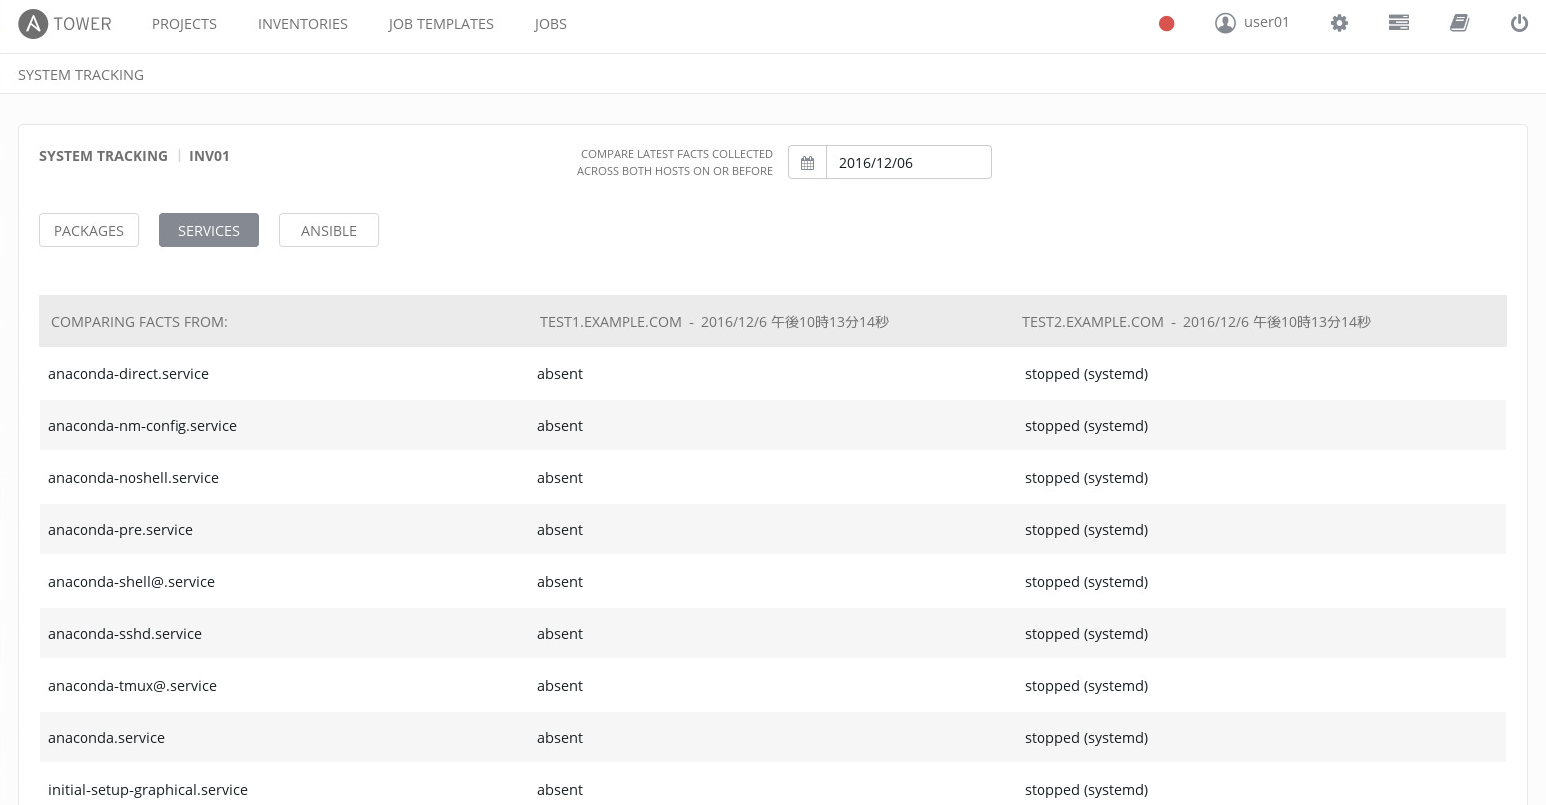 TOWER PROJECTS INVENTORIES JOB TEMPLATES JOBS user01
SYSTEM TRACKING
SYSTEM TRACKING | INV01
COMPARE LATEST FACTS COLLECTED
ACROSS BOTH HOSTS ON OR BEFORE
2016/12/06
PACKAGES SERVICES ANSIBLE
COMPARING FACTS FROM: TEST1.EXAMPLE.COM - 2016/12/6 午後10時13分14秒 TEST2.EXAMPLE.COM - 2016/12/6 午後10時13分14秒
anaconda-direct.service absent stopped (systemd)
anaconda-nm-config.service absent stopped (systemd)
anaconda-noshell.service absent stopped (systemd)
anaconda-pre.service absent stopped (systemd)
anaconda-shell@.service absent stopped (systemd)
anaconda-sshd.service absent stopped (systemd)
anaconda-tmux@.service absent stopped (systemd)
anaconda.service absent stopped (systemd)
initial-setup-graphical.service absent stopped (systemd)